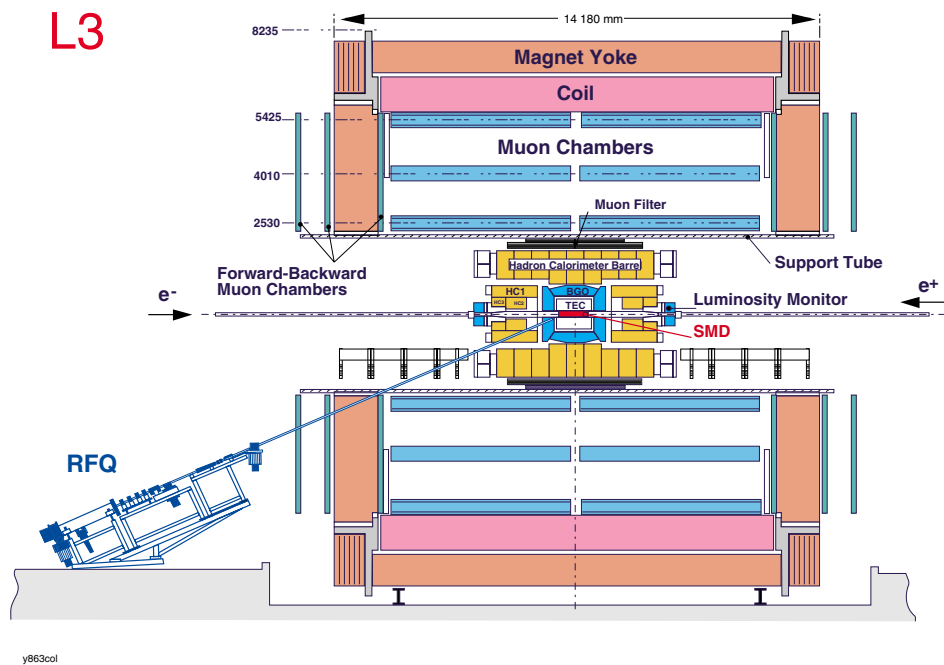 L3
14 180 mm
8235
Magnet Yoke
Coil
5425
Muon Chambers
4010
Muon Filter
2530
Support Tube
Forward-Backward
Muon Chambers
Hadron Calorimeter Barrel
e-
e+
HC1
BGO
HC3
HC2
TEC
Luminosity Monitor
SMD
RFQ
y863col